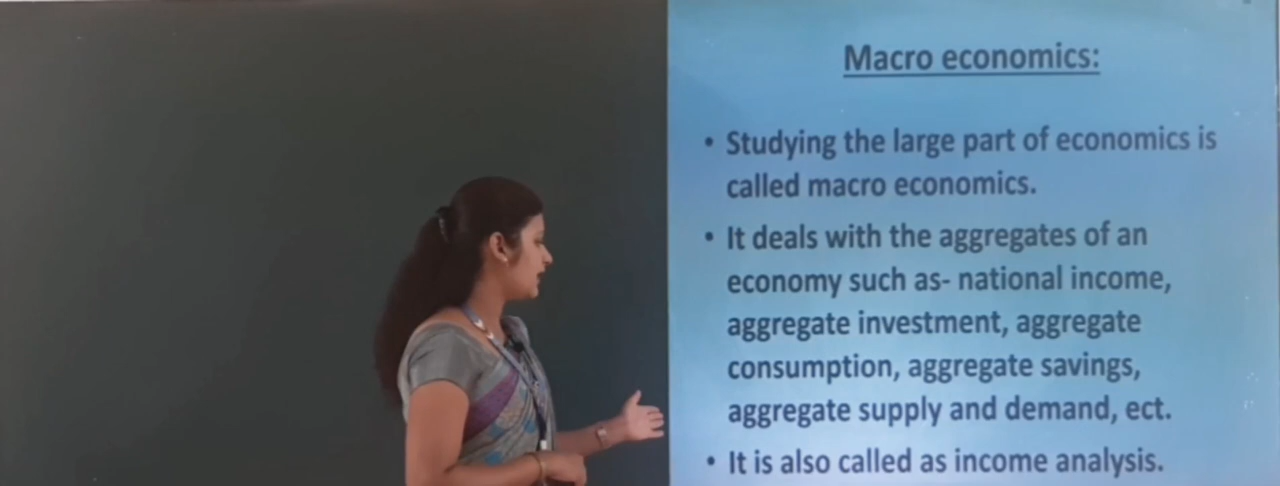 Macro economics:
• Studying the large part of economics is
called macro economics.
• It deals with the aggregates of an
economy such as- national income,
aggregate investment, aggregate
consumption, aggregate savings,
aggregate supply and demand, ect.
• It is also called as income analysis.